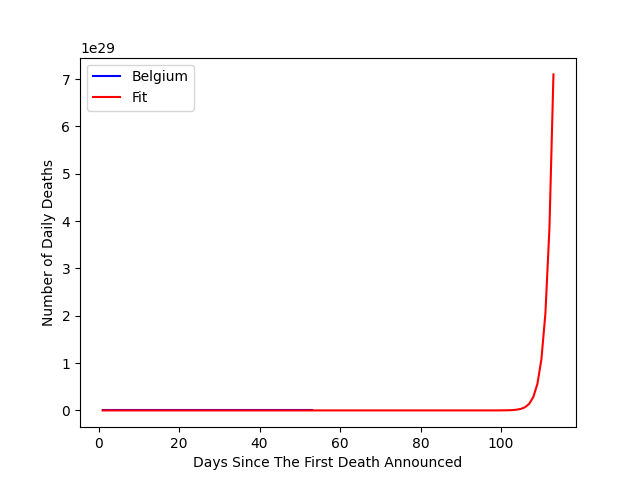 1e29
Belgium
Fit
7
6
5
4
3
2
1
0
Number of Daily Deaths
0 20 40 60 80 100
Days Since The First Death Announced